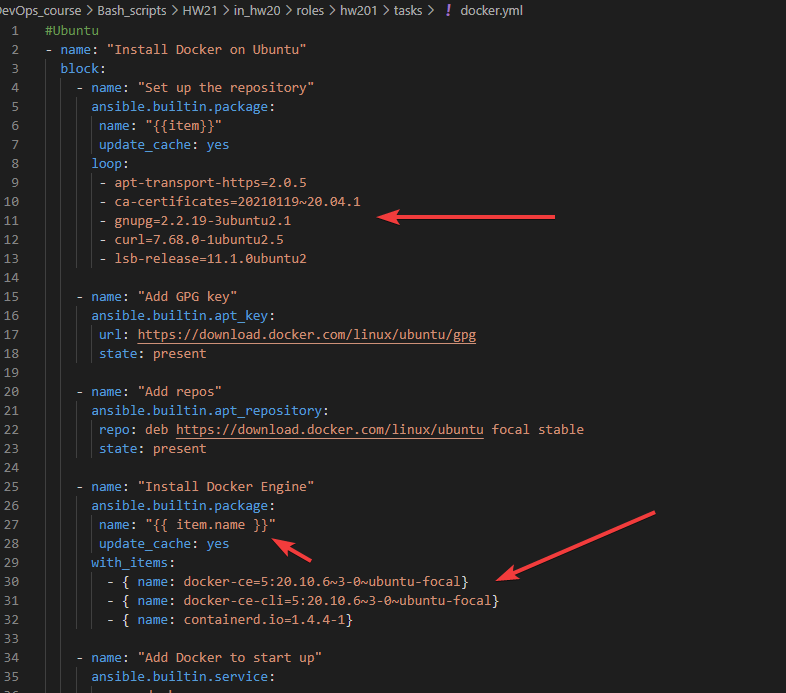 DevOps_course > Bash_scripts > HW21 > in_hw20 > roles > hw201 > tasks > ! docker.yml
1 #Ubuntu
2 - name: "Install Docker on Ubuntu"
3 block:
4 - name: "Set up the repository"
5 ansible.builtin.package:
6 name: "{{item}}"
7 update_cache: yes
8 loop:
9 - apt-transport-https=2.0.5
10 - ca-certificates=20210119~20.04.1
11 - gnupg=2.2.19-3ubuntu2.1
12 - curl=7.68.0-1ubuntu2.5
13 - lsb-release=11.1.0ubuntu2
14
15 - name: "Add GPG key"
16 ansible.builtin.apt_key:
17 url: https://download.docker.com/linux/ubuntu/gpg
18 state: present
19
20 - name: "Add repos"
21 ansible.builtin.apt_repository:
22 repo: deb https://download.docker.com/linux/ubuntu focal stable
23 state: present
24
25 - name: "Install Docker Engine"
26 ansible.builtin.package:
27 name: "{{ item.name }}"
28 update_cache: yes
29 with_items:
30 - { name: docker-ce=5:20.10.6~3-0~ubuntu-focal}
31 - { name: docker-ce-cli=5:20.10.6~3-0~ubuntu-focal}
32 - { name: containerd.io=1.4.4-1}
33
34 - name: "Add Docker to start up"
35 ansible.builtin.service: